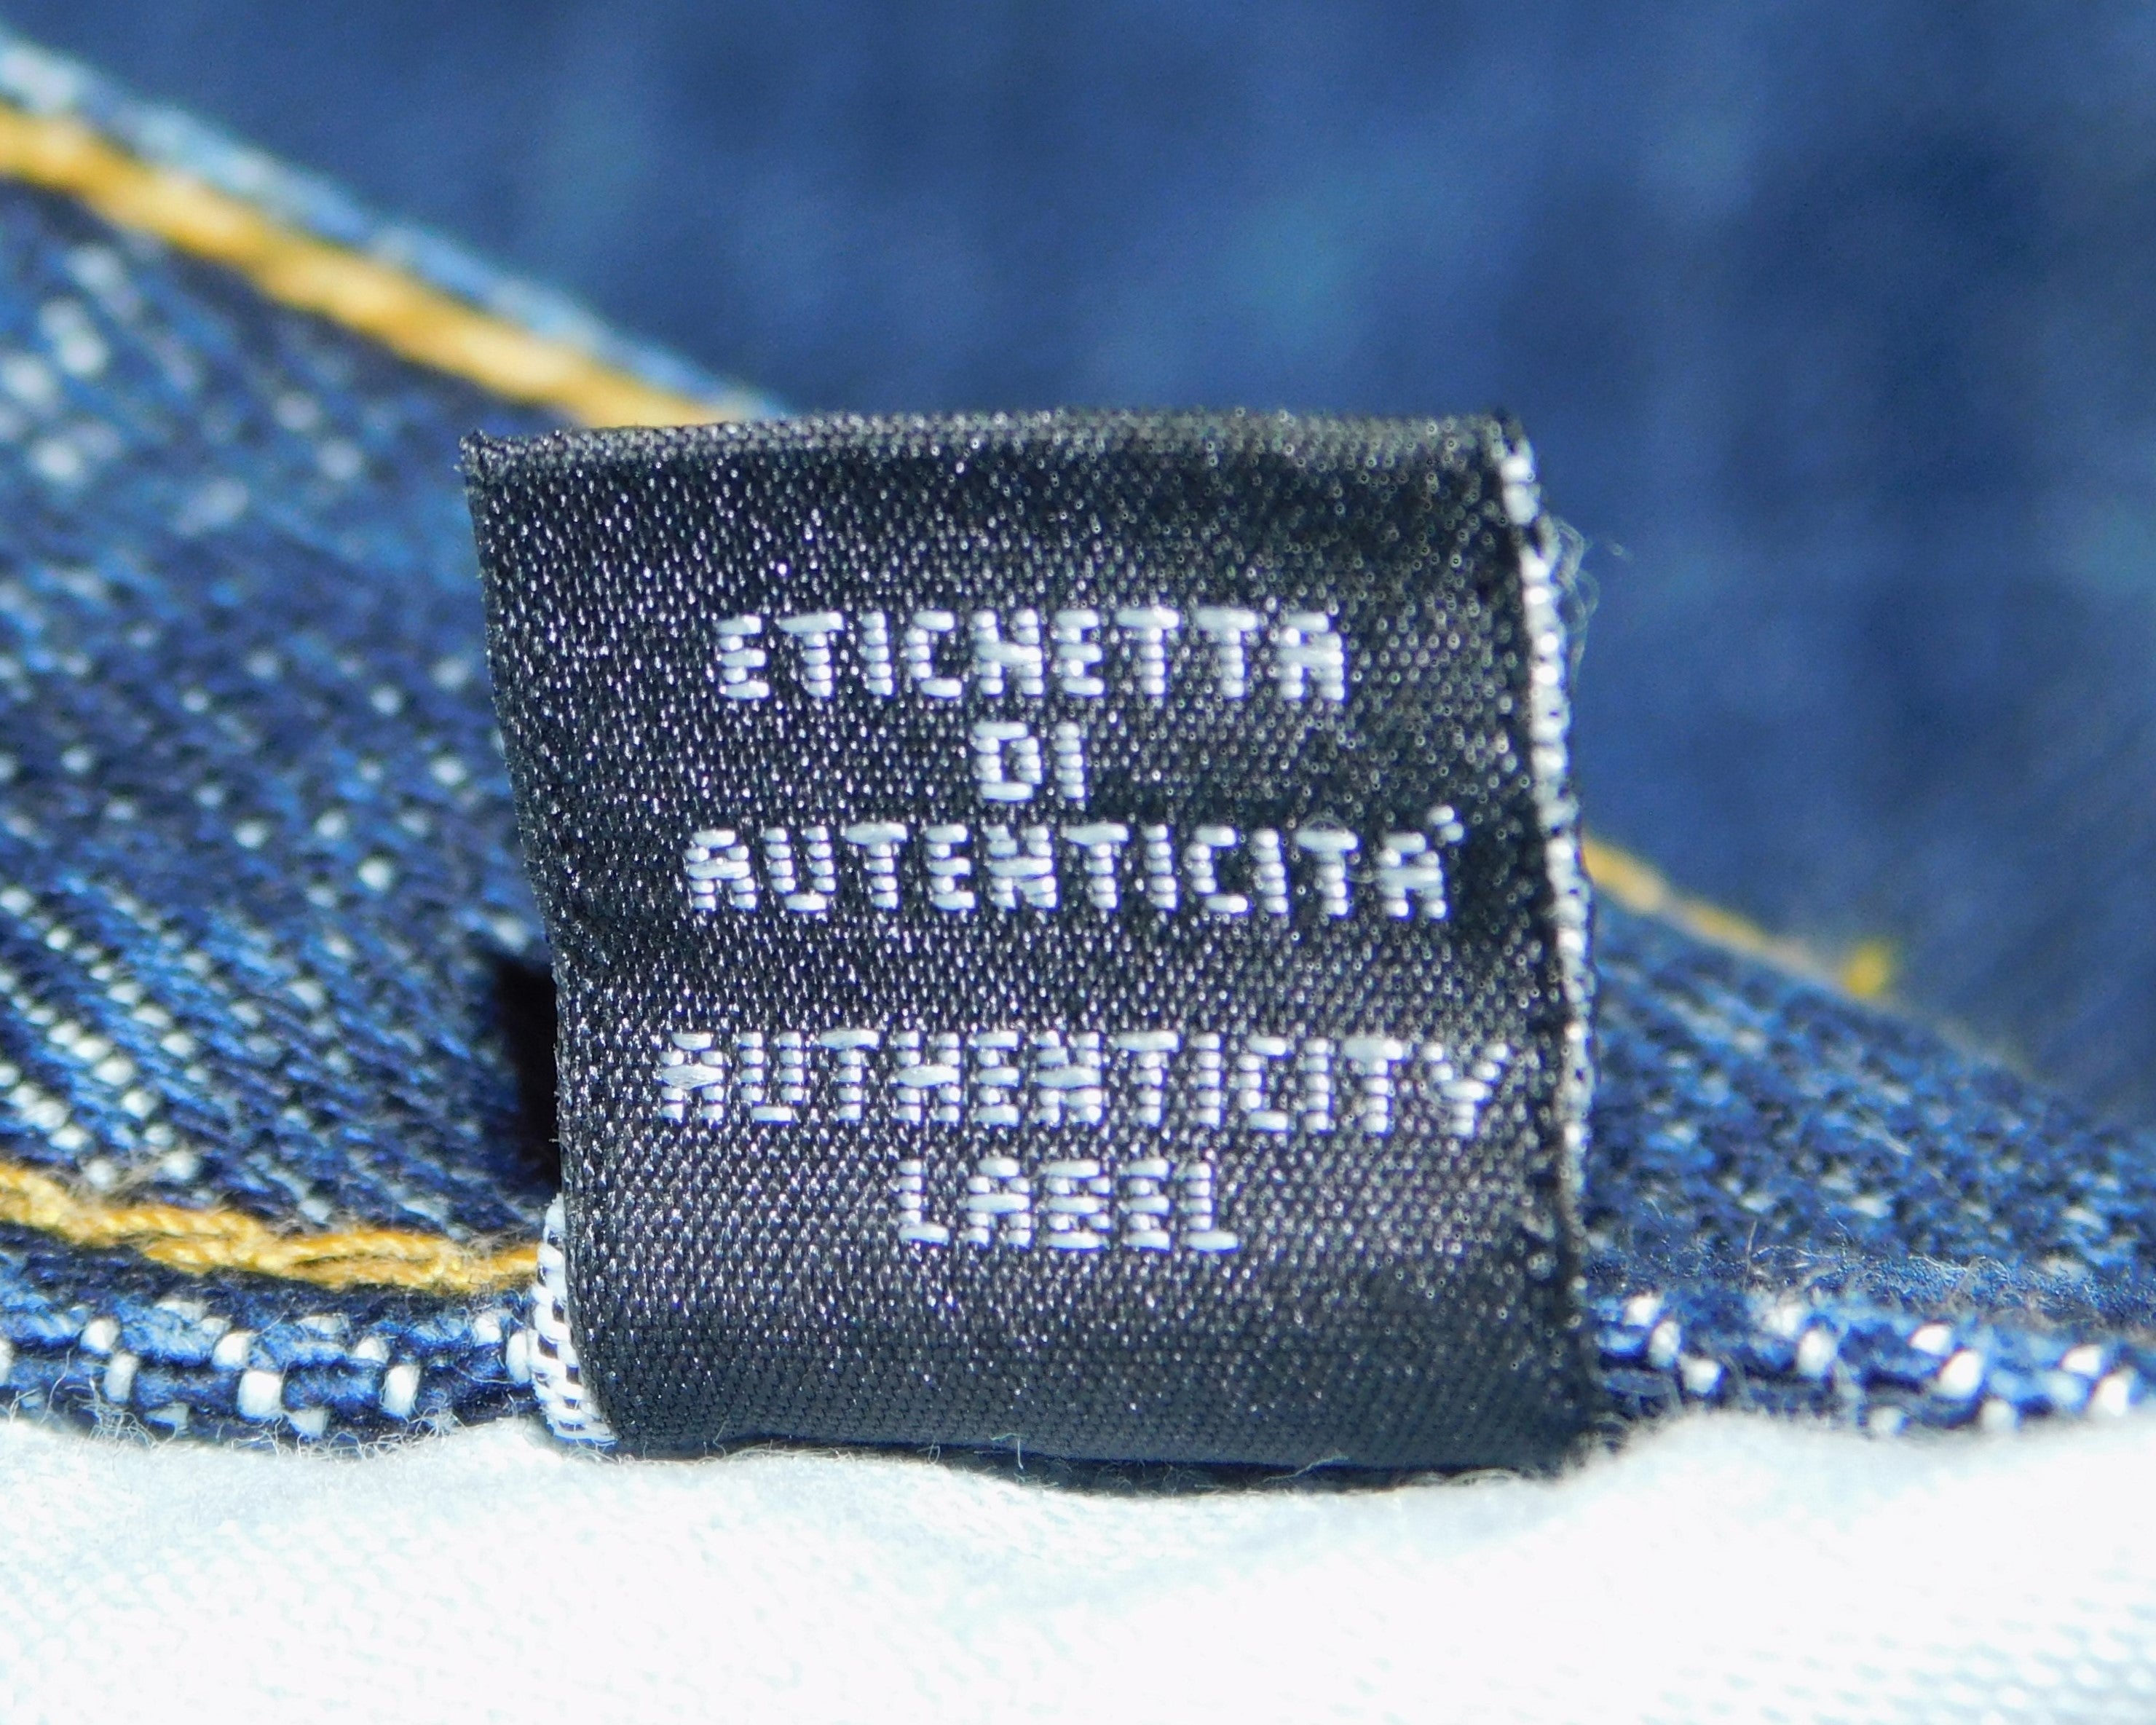 ETICHETTA
DI
AUTENTICITA'
AUTHENTICITY
LABEL